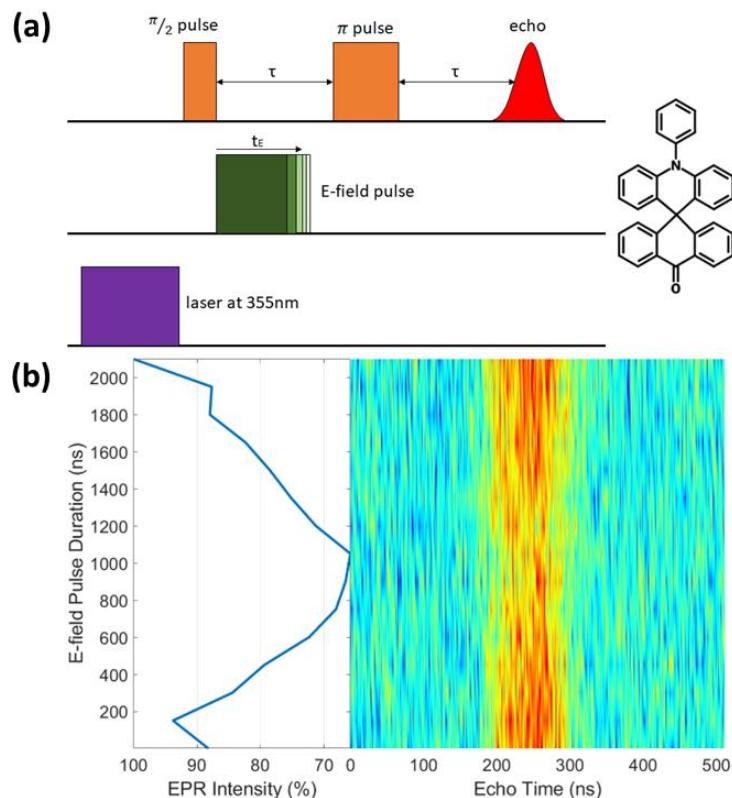 (a)
π/2 pulse
π pulse
echo
τ
τ
tE
E-field pulse
laser at 355nm
N
O
(b)
E-field Pulse Duration (ns)
2000
1800
1600
1400
1200
1000
800
600
400
200
100 90 80 70
EPR Intensity (%)
0 100 200 300 400 500
Echo Time (ns)